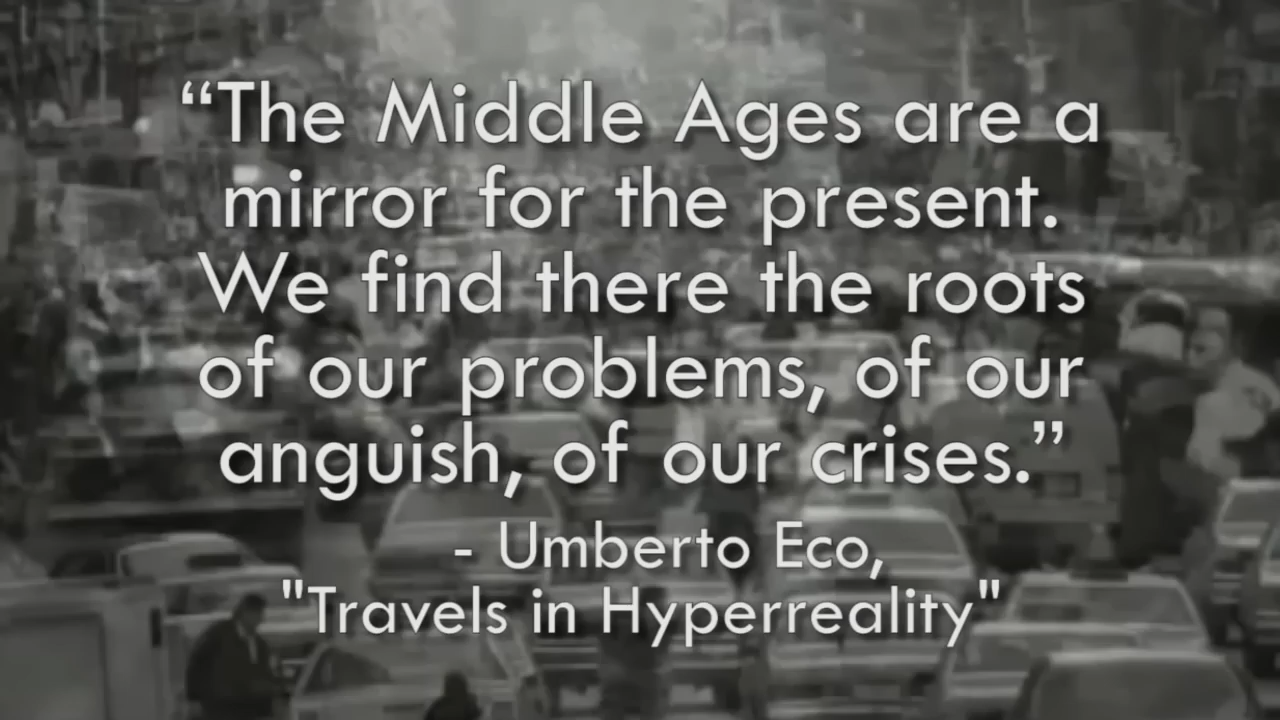 “The Middle Ages are a
mirror for the present.
We find there the roots
of our problems, of our
anguish, of our crises.”
- Umberto Eco,
"Travels in Hyperreality"